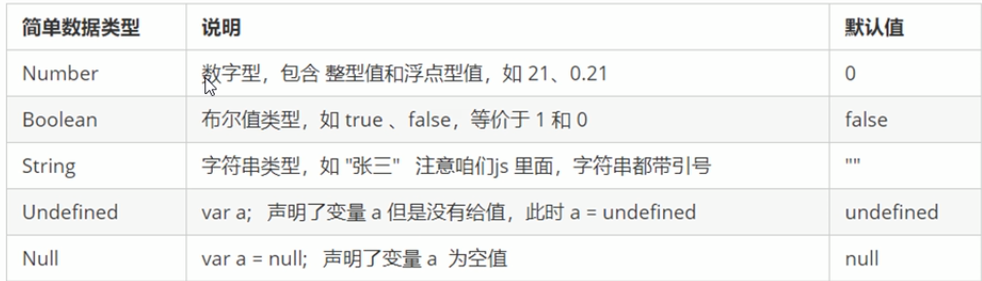 简单数据类型 说明 默认值
Number 数字型，包含 整型值和浮点型值，如 21、0.21 0
Boolean 布尔值类型，如 true 、false，等价于 1 和 0 false
String 字符串类型，如 "张三" 注意咱们js 里面，字符串都带引号 ""
Undefined var a; 声明了变量 a 但是没有给值，此时 a = undefined undefined
Null var a = null; 声明了变量 a 为空值 null